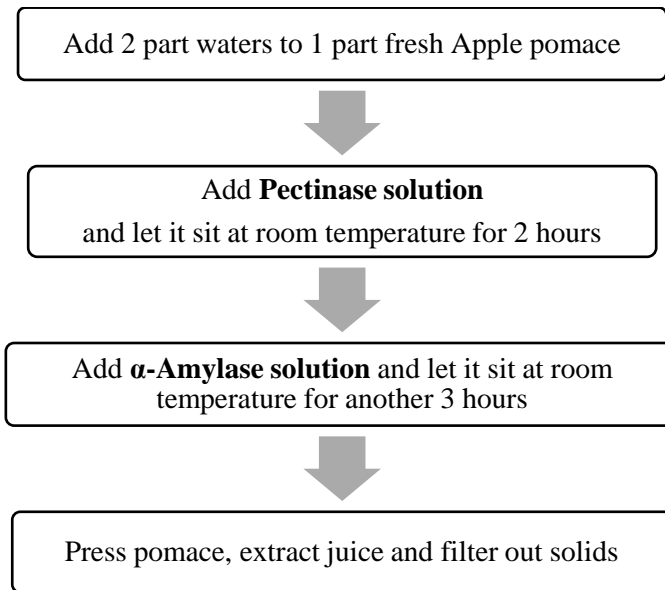 Add 2 part waters to 1 part fresh Apple pomace
Add Pectinase solution
and let it sit at room temperature for 2 hours
Add α-Amylase solution and let it sit at room
temperature for another 3 hours
Press pomace, extract juice and filter out solids